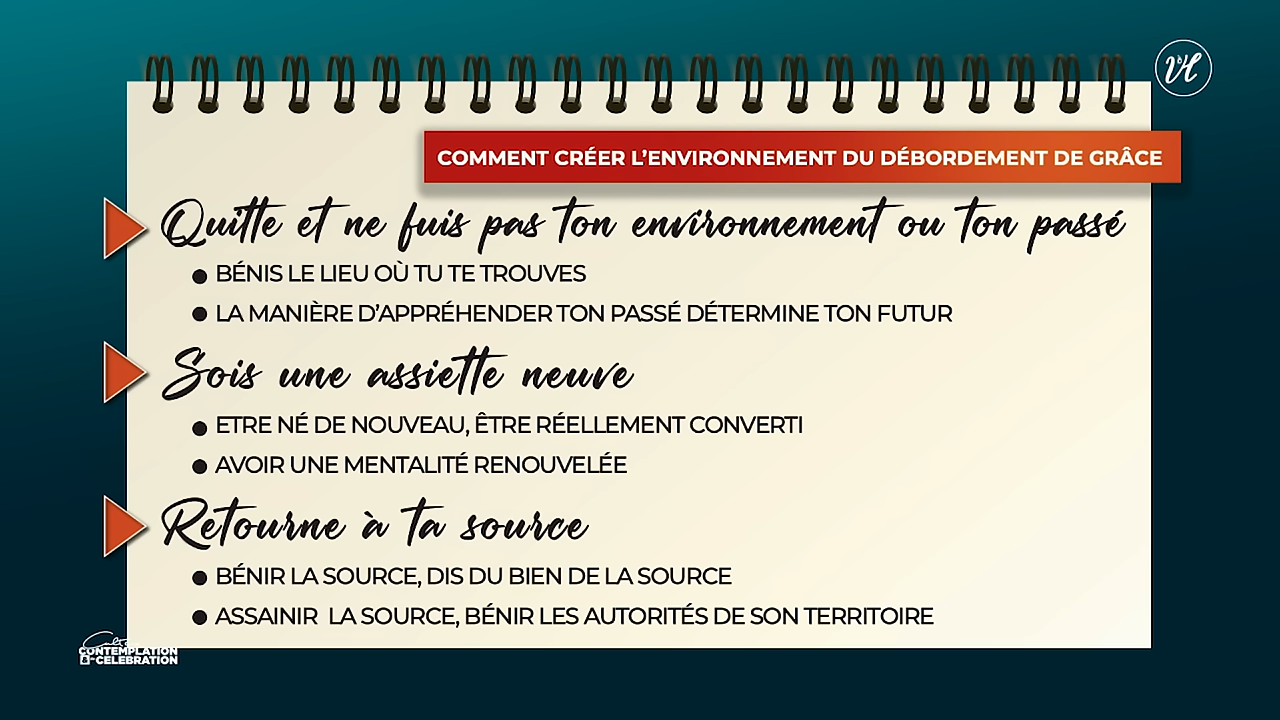 COMMENT CRÉER L'ENVIRONNEMENT DU DÉBORDEMENT DE GRÂCE
Quitte et ne fuis pas ton environnement ou ton passé
BÉNIS LE LIEU OÙ TU TE TROUVES
LA MANIÈRE D'APPRÉHENDER TON PASSÉ DÉTERMINE TON FUTUR
Sois une assiette neuve
ETRE NÉ DE NOUVEAU, ÊTRE RÉELLEMENT CONVERTI
AVOIR UNE MENTALITÉ RENOUVELÉE
Retourne à ta source
BÉNIR LA SOURCE, DIS DU BIEN DE LA SOURCE
ASSAINIR LA SOURCE, BÉNIR LES AUTORITÉS DE SON TERRITOIRE
CONTEMPLATION
CELEBRATION